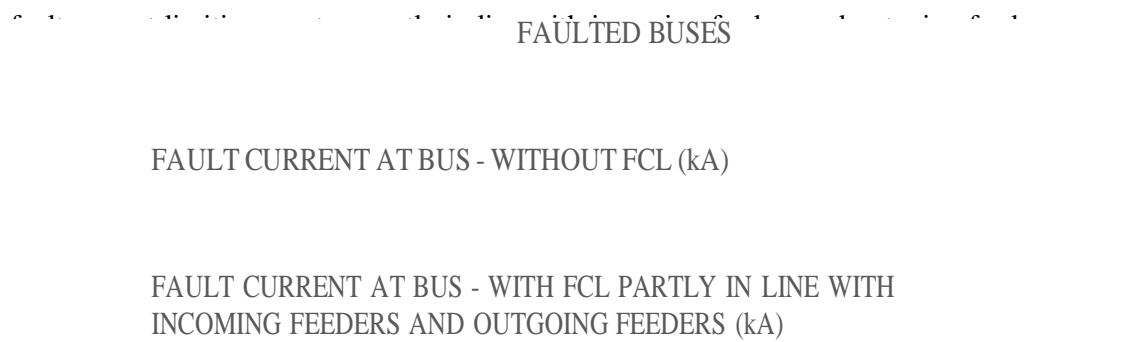 FAULTED BUSES
FAULT CURRENT AT BUS - WITHOUT FCL (kA)
FAULT CURRENT AT BUS - WITH FCL PARTLY IN LINE WITH
INCOMING FEEDERS AND OUTGOING FEEDERS (kA)